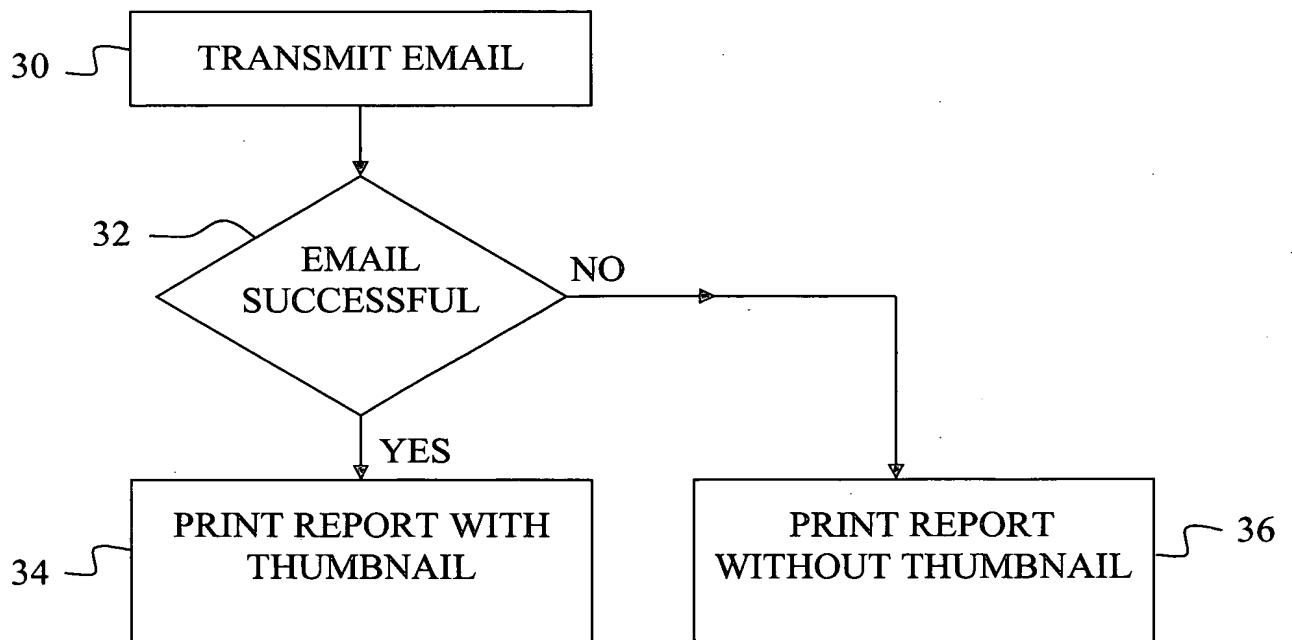 30
TRANSMIT EMAIL
32
EMAIL
SUCCESSFUL
NO
YES
34
PRINT REPORT WITH
THUMBNAIL
PRINT REPORT
WITHOUT THUMBNAIL
36